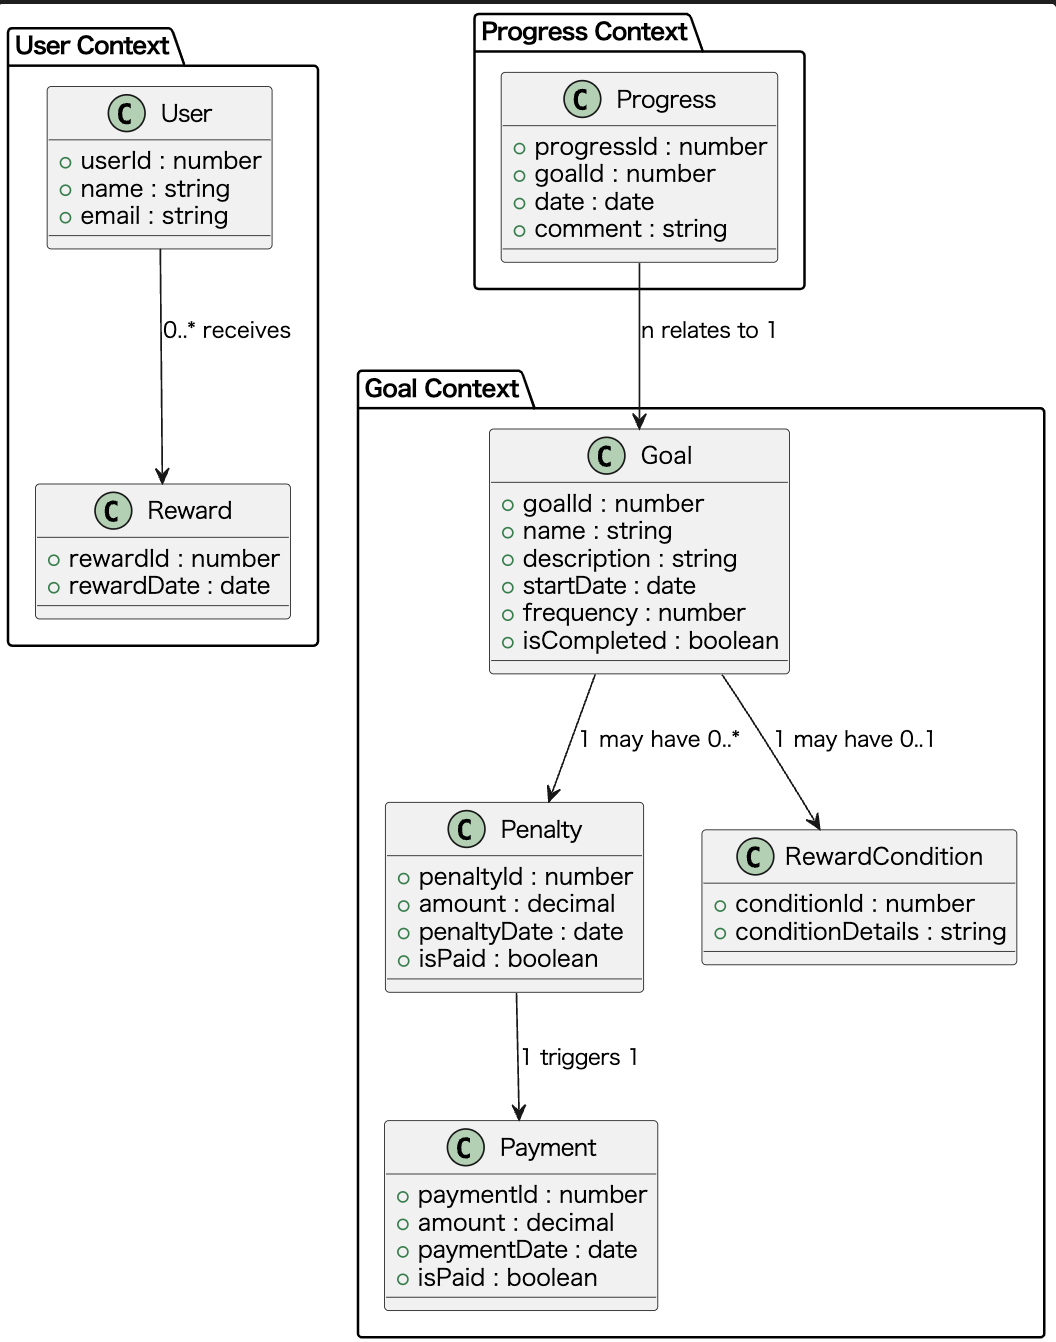 User Context
C User
userId : number
name : string
email : string
0..* receives
C Reward
rewardId : number
rewardDate : date
Progress Context
C Progress
progressId : number
goalId : number
date : date
comment : string
n relates to 1
Goal Context
C Goal
goalId : number
name : string
description : string
startDate : date
frequency : number
isCompleted : boolean
1 may have 0..*
1 may have 0..1
C Penalty
penaltyId : number
amount : decimal
penaltyDate : date
isPaid : boolean
C RewardCondition
conditionId : number
conditionDetails : string
1 triggers 1
C Payment
paymentId : number
amount : decimal
paymentDate : date
isPaid : boolean